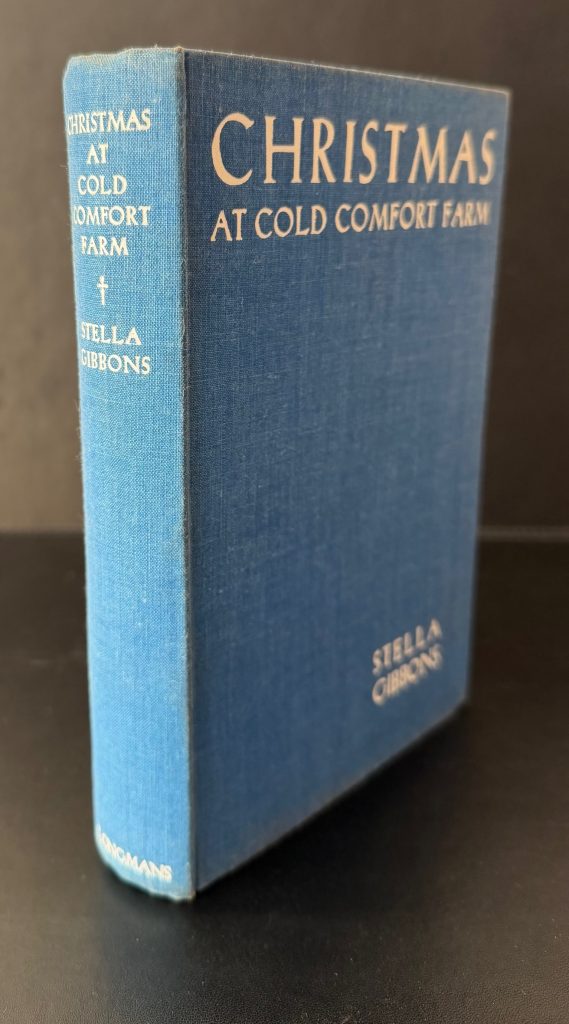 CHRISTMAS
AT
COLD
COMFORT
FARM
STELLA
GIBBONS
LONGMANS
CHRISTMAS
AT COLD COMFORT FARM
STELLA
GIBBONS